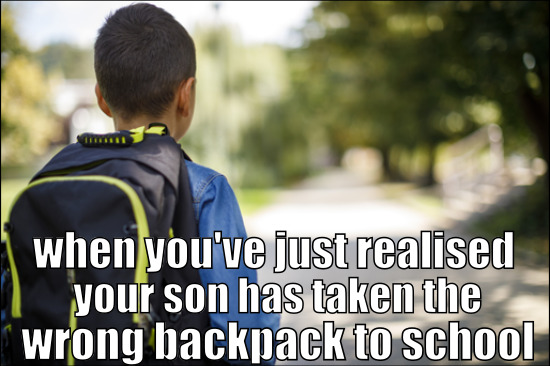 when you've just realised
your son has taken the
wrong backpack to school